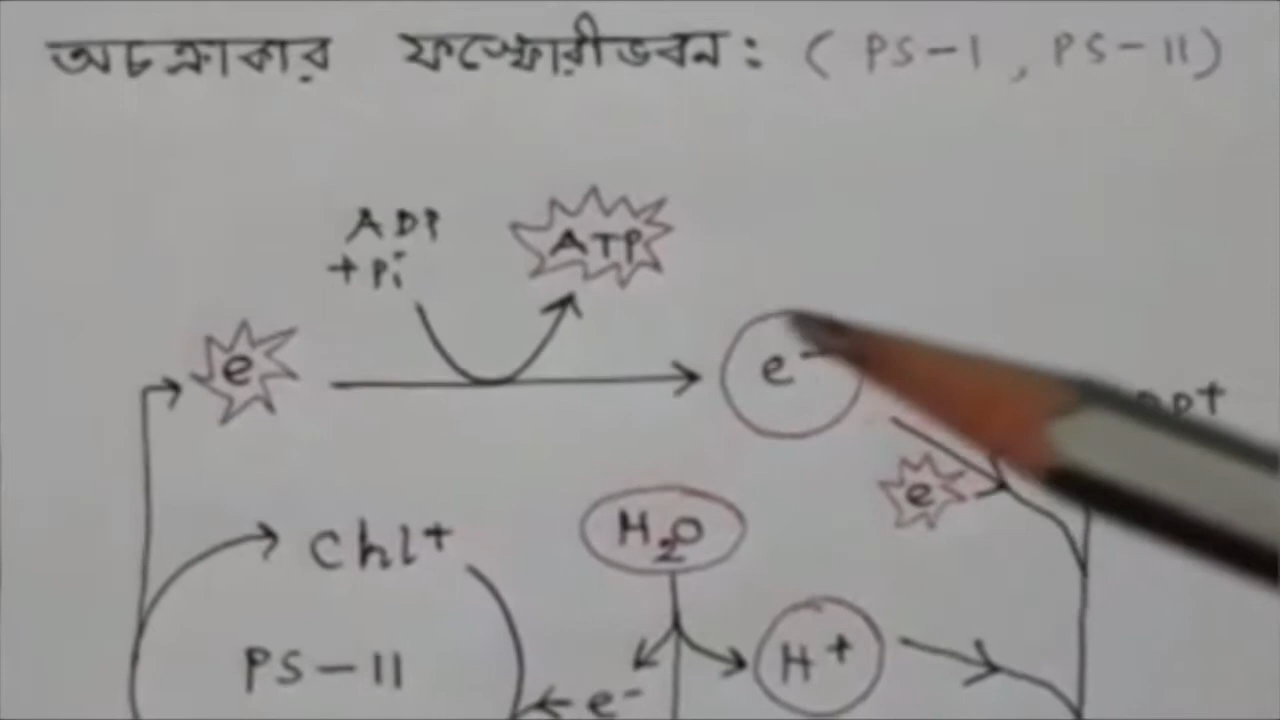 অচক্রাকার ফস্ফোরীভবন: (PS-I, PS-II)
ADP
+Pi
ATP
e
e⁻
e
H₂O
Chl+
PS-II
H+
e⁻